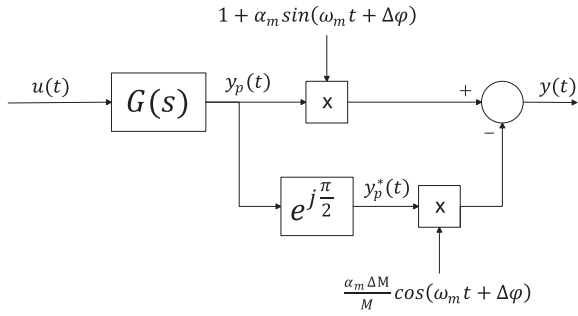 1 + α_m sin(ω_m t + Δφ)
u(t)
G(s)
y_p(t)
x
+
y(t)
−
e^{j π/2}
y_p^*(t)
x
α_m ΔM/M cos(ω_m t + Δφ)